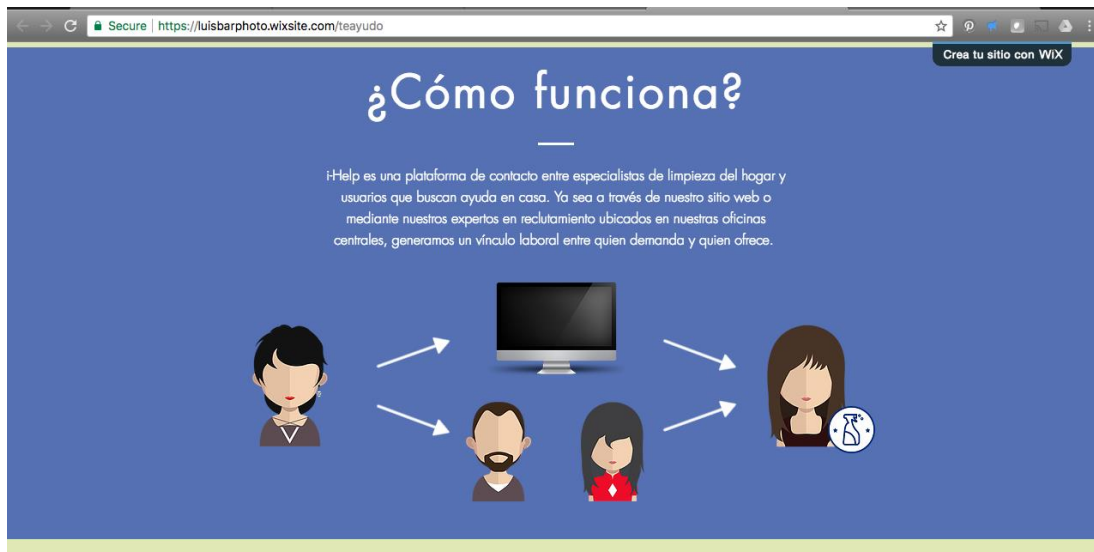 Secure | https://luisbarphoto.wixsite.com/teayudo
Crea tu sitio con WiX
¿Cómo funciona?
i-Help es una plataforma de contacto entre especialistas de limpieza del hogar y
usuarios que buscan ayuda en casa. Ya sea a través de nuestro sitio web o
mediante nuestros expertos en reclutamiento ubicados en nuestras oficinas
centrales, generamos un vínculo laboral entre quien demanda y quien ofrece.